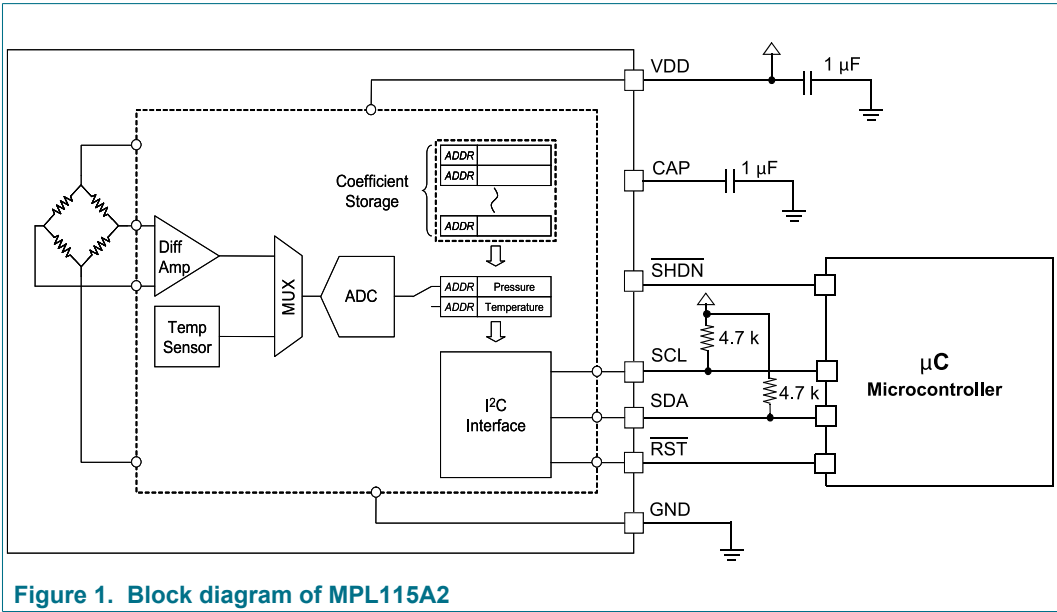 VDD
1 µF
CAP
1 µF
SHDN
SCL
4.7 k
SDA
4.7 k
RST
GND
µC
Microcontroller
Coefficient
Storage
ADDR
ADDR
ADDR
Diff
Amp
Temp
Sensor
MUX
ADC
ADDR Pressure
ADDR Temperature
I²C
Interface
Figure 1. Block diagram of MPL115A2